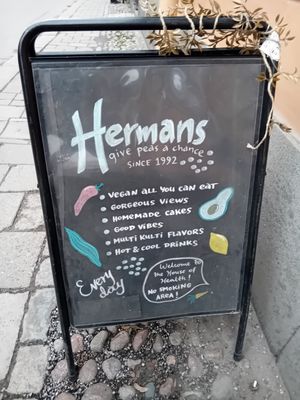 Hermans
give peas a chance
SINCE 1992
VEGAN ALL YOU CAN EAT
GORGEOUS VIEWS
HOMEMADE CAKES
GOOD VIBES
MULTI KULTI FLAVORS
HOT & COOL DRINKS
Every day
Welcome to
the House of
Health!
NO SMOKING
AREA!